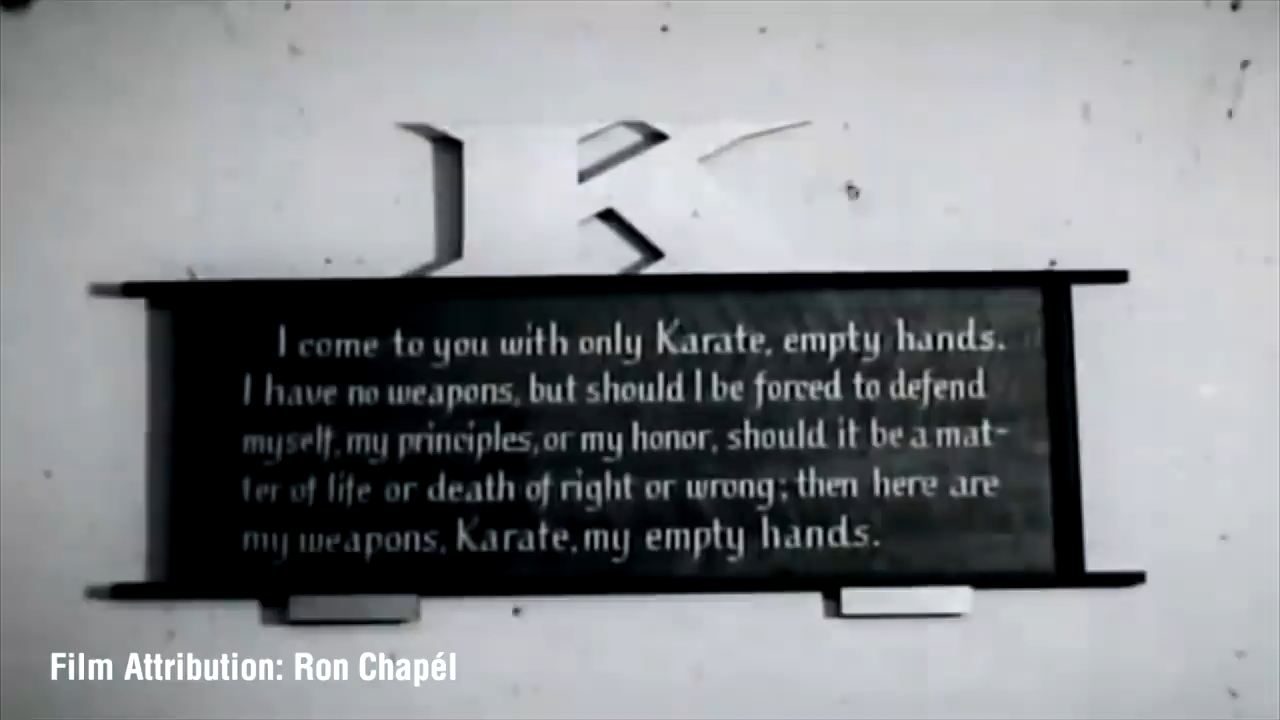 I come to you with only Karate, empty hands.
I have no weapons, but should I be forced to defend
myself, my principles, or my honor, should it be a mat-
ter of life or death of right or wrong; then here are
my weapons, Karate, my empty hands.
Film Attribution: Ron Chapél